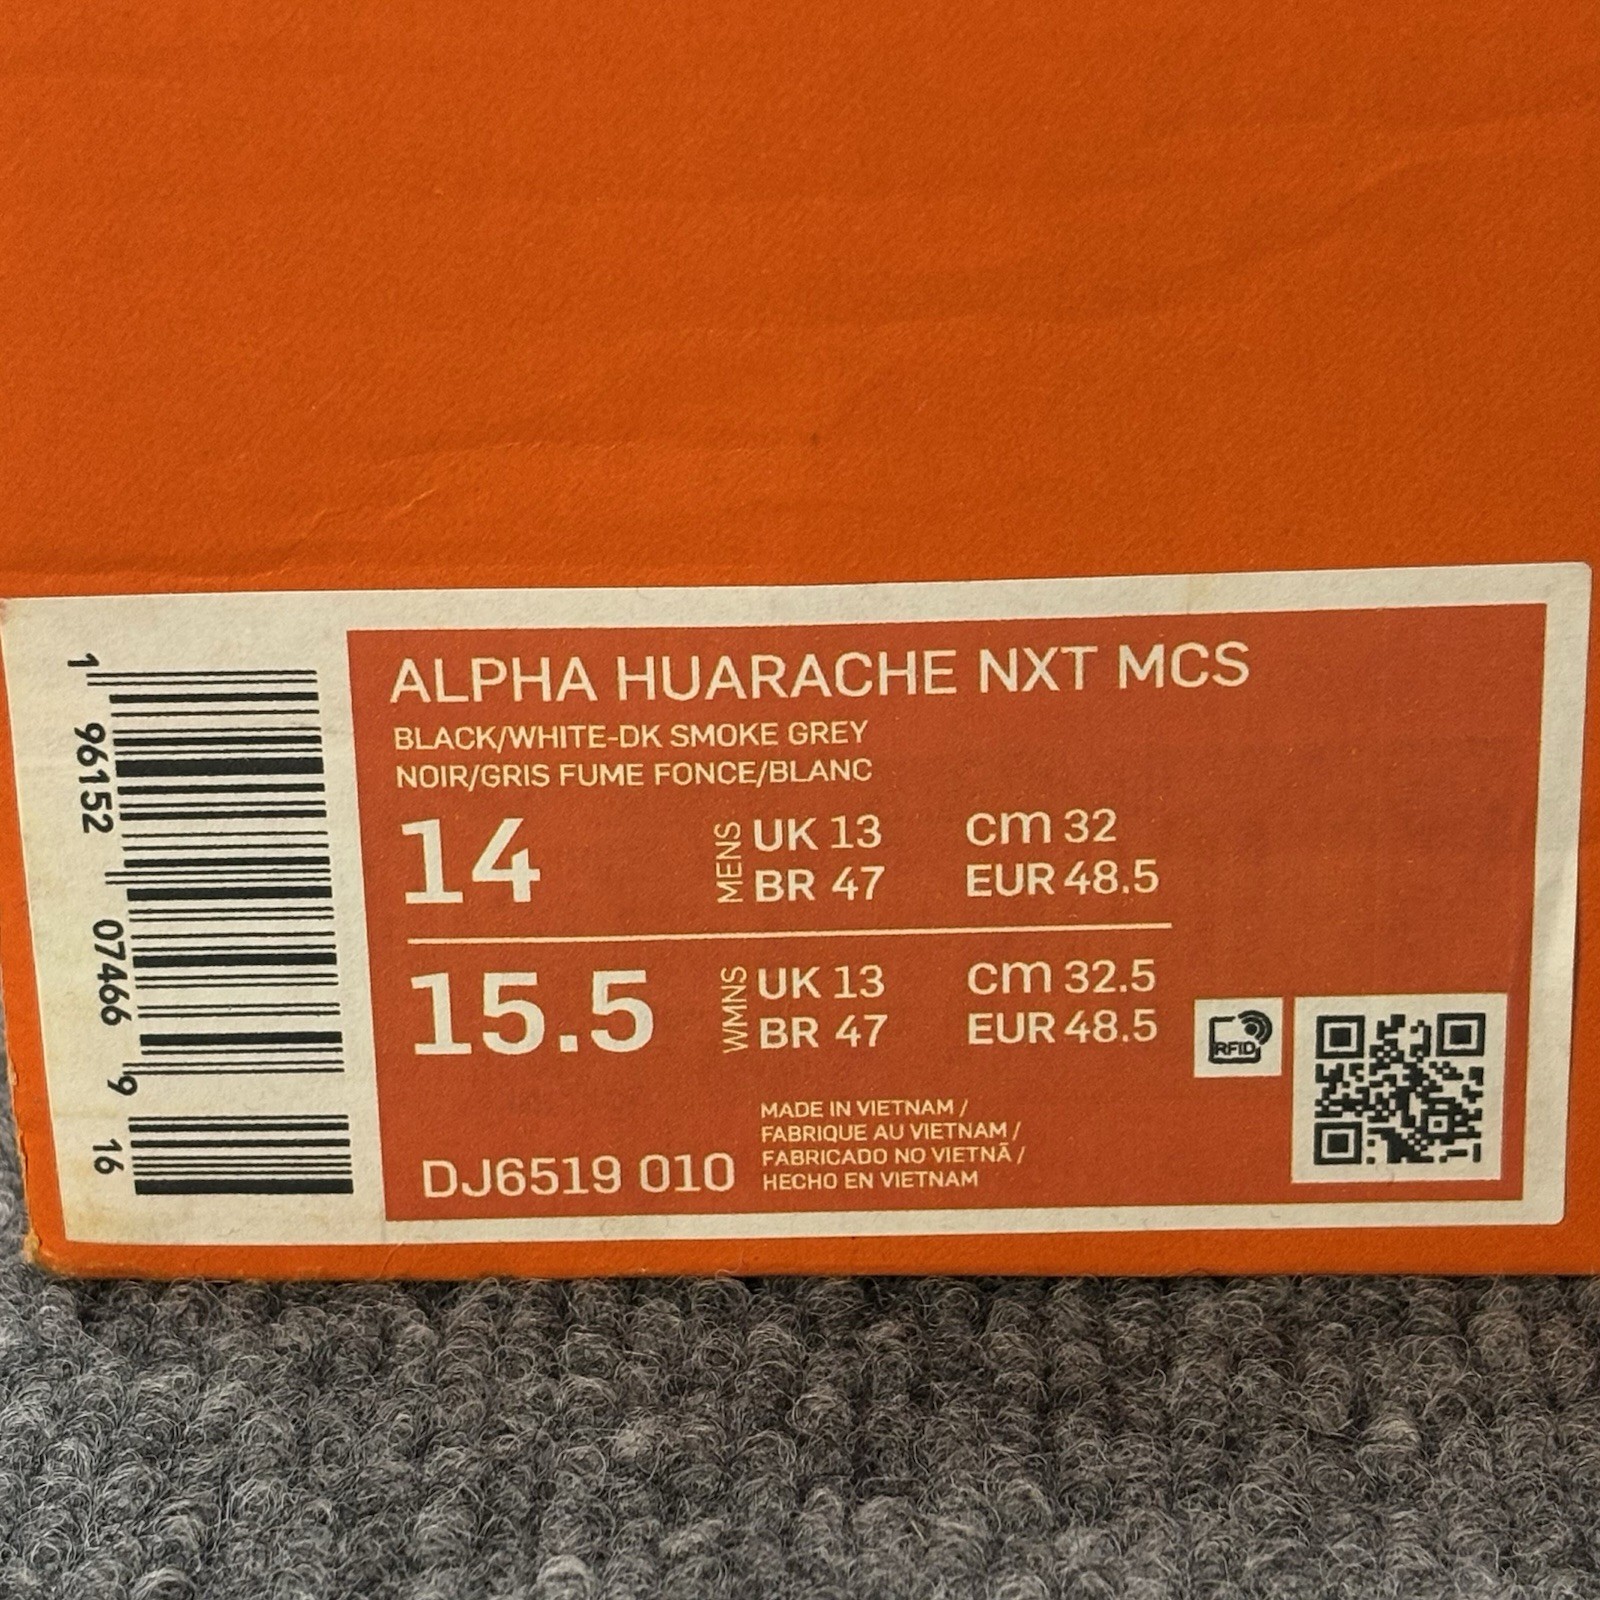 1 96152 07466 9 16
ALPHA HUARACHE NXT MCS
BLACK/WHITE-DK SMOKE GREY
NOIR/GRIS FUME FONCE/BLANC
14 MENS UK 13 cm 32
BR 47 EUR 48.5
15.5 WMNS UK 13 cm 32.5
BR 47 EUR 48.5
RFID
MADE IN VIETNAM /
FABRIQUE AU VIETNAM /
FABRICADO NO VIETNÃ /
HECHO EN VIETNAM
DJ6519 010